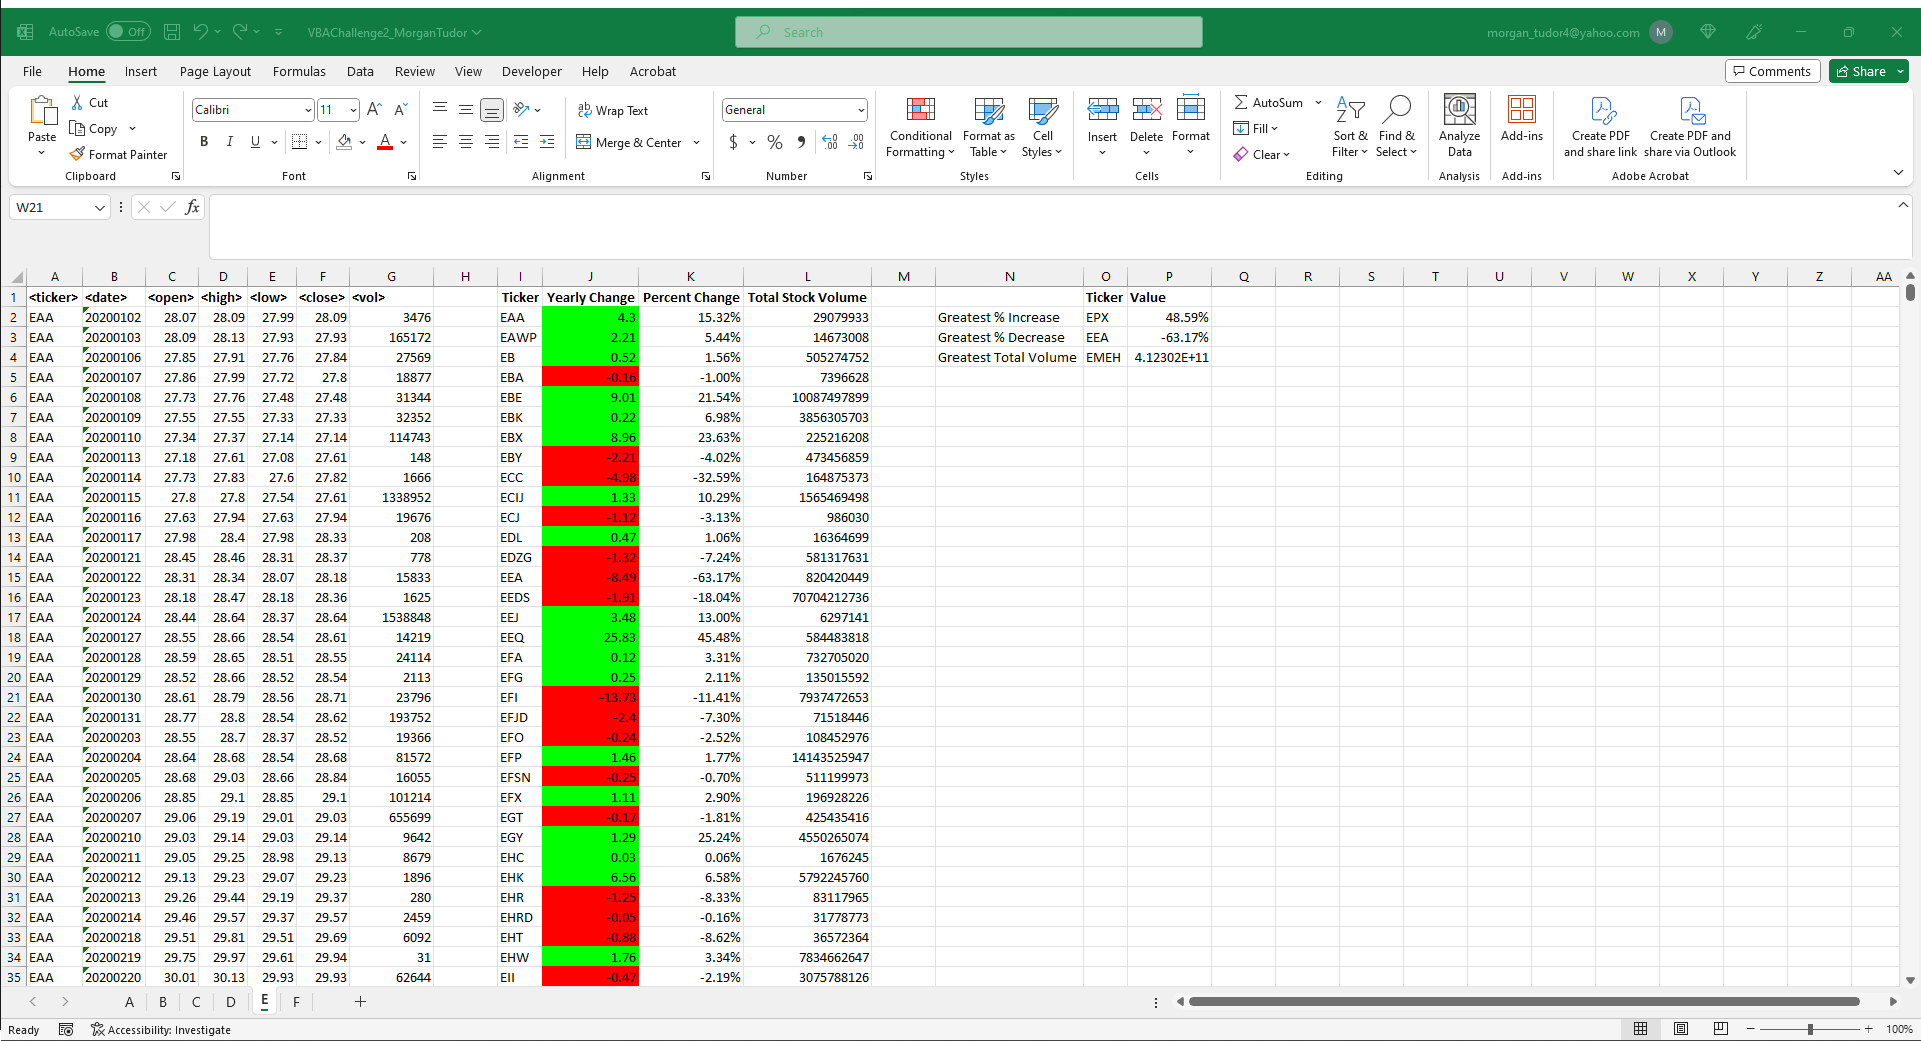 AutoSave Off VBAChallenge2_MorganTudor Search morgan_tudor4@yahoo.com M
File Home Insert Page Layout Formulas Data Review View Developer Help Acrobat Comments Share
Paste Cut Copy Format Painter Clipboard
Calibri 11 B I U Font
Wrap Text Merge & Center Alignment
General $ % Number
Conditional Formatting Format as Table Cell Styles Styles
Insert Delete Format Cells
AutoSum Fill Clear Sort & Filter Find & Select Editing
Analyze Data Analysis
Add-ins Add-ins
Create PDF and share link Create PDF and share via Outlook Adobe Acrobat
W21 fx
A B C D E F G H I J K L M N O P Q R S T U V W X Y Z AA
1 <ticker> <date> <open> <high> <low> <close> <vol> Ticker Yearly Change Percent Change Total Stock Volume Ticker Value
2 EAA 20200102 28.07 28.09 27.99 28.09 3476 EAA 4.3 15.32% 29079933 Greatest % Increase EPX 48.59%
3 EAA 20200103 28.09 28.13 27.93 27.93 165172 EAWP 2.21 5.44% 14673008 Greatest % Decrease EEA -63.17%
4 EAA 20200106 27.85 27.91 27.76 27.84 27569 EB 0.52 1.56% 505274752 Greatest Total Volume EMEH 4.12302E+11
5 EAA 20200107 27.86 27.99 27.72 27.8 18877 EBA -0.16 -1.00% 7396628
6 EAA 20200108 27.73 27.76 27.48 27.48 31344 EBE 9.01 21.54% 10087497899
7 EAA 20200109 27.55 27.55 27.33 27.33 32352 EBK 0.22 6.98% 3856305703
8 EAA 20200110 27.34 27.37 27.14 27.14 114743 EBX 8.96 23.63% 225216208
9 EAA 20200113 27.18 27.61 27.08 27.61 148 EBY -2.21 -4.02% 473456859
10 EAA 20200114 27.73 27.83 27.6 27.82 1666 ECC -4.98 -32.59% 164875373
11 EAA 20200115 27.8 27.8 27.54 27.61 1338952 ECIJ 1.33 10.29% 1565469498
12 EAA 20200116 27.63 27.94 27.63 27.94 19676 ECJ -1.12 -3.13% 986030
13 EAA 20200117 27.98 28.4 27.98 28.33 208 EDL 0.47 1.06% 16364699
14 EAA 20200121 28.45 28.46 28.31 28.37 778 EDZG -1.32 -7.24% 581317631
15 EAA 20200122 28.31 28.34 28.07 28.18 15833 EEA -8.49 -63.17% 820420449
16 EAA 20200123 28.18 28.47 28.18 28.36 1625 EEDS -1.91 -18.04% 70704212736
17 EAA 20200124 28.44 28.64 28.37 28.64 1538848 EEJ 3.48 13.00% 6297141
18 EAA 20200127 28.55 28.66 28.54 28.61 14219 EEQ 25.83 45.48% 584483818
19 EAA 20200128 28.59 28.65 28.51 28.55 24114 EFA 0.12 3.31% 732705020
20 EAA 20200129 28.52 28.66 28.52 28.54 2113 EFG 0.25 2.11% 135015592
21 EAA 20200130 28.61 28.79 28.56 28.71 23796 EFI -13.73 -11.41% 7937472653
22 EAA 20200131 28.77 28.8 28.54 28.62 193752 EFJD -2.4 -7.30% 71518446
23 EAA 20200203 28.55 28.7 28.37 28.52 19366 EFO -0.24 -2.52% 108452976
24 EAA 20200204 28.64 28.68 28.54 28.68 81572 EFP 1.46 1.77% 14143525947
25 EAA 20200205 28.68 29.03 28.66 28.84 16055 EFSN -0.25 -0.70% 511199973
26 EAA 20200206 28.85 29.1 28.85 29.1 101214 EFX 1.11 2.90% 196928226
27 EAA 20200207 29.06 29.19 29.01 29.03 655699 EGT -0.17 -1.81% 425435416
28 EAA 20200210 29.03 29.14 29.03 29.14 9642 EGY 1.29 25.24% 4550265074
29 EAA 20200211 29.05 29.25 28.98 29.13 8679 EHC 0.03 0.06% 1676245
30 EAA 20200212 29.13 29.23 29.07 29.23 1896 EHK 6.56 6.58% 5792245760
31 EAA 20200213 29.26 29.44 29.19 29.37 280 EHR -1.25 -8.33% 83117965
32 EAA 20200214 29.46 29.57 29.37 29.57 2459 EHRD -0.05 -0.16% 31778773
33 EAA 20200218 29.51 29.81 29.51 29.69 6092 EHT -0.88 -8.62% 36572364
34 EAA 20200219 29.75 29.97 29.61 29.94 31 EHW 1.76 3.34% 7834662647
35 EAA 20200220 30.01 30.13 29.93 29.93 62644 EII -0.47 -2.19% 3075788126
A B C D E F
Ready Accessibility: Investigate 100%